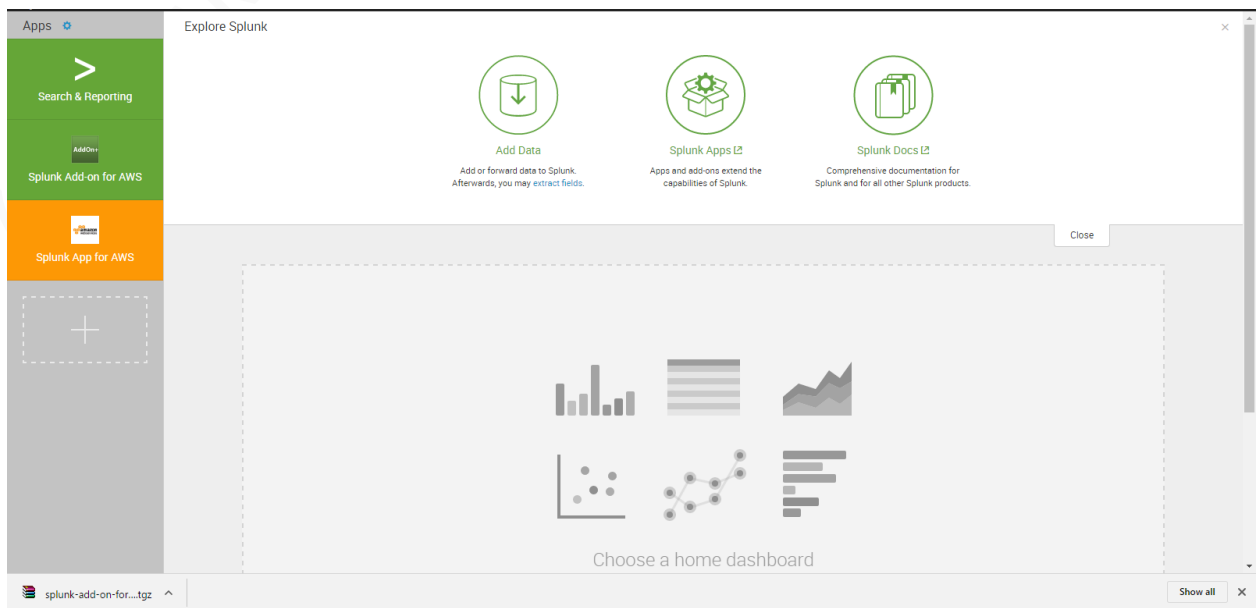 Apps
Explore Splunk
Search & Reporting
AddOn+
Splunk Add-on for AWS
Splunk App for AWS
Add Data
Add or forward data to Splunk.
Afterwards, you may extract fields.
Splunk Apps
Apps and add-ons extend the
capabilities of Splunk.
Splunk Docs
Comprehensive documentation for
Splunk and for all other Splunk products.
Close
Choose a home dashboard
splunk-add-on-for....tgz
Show all